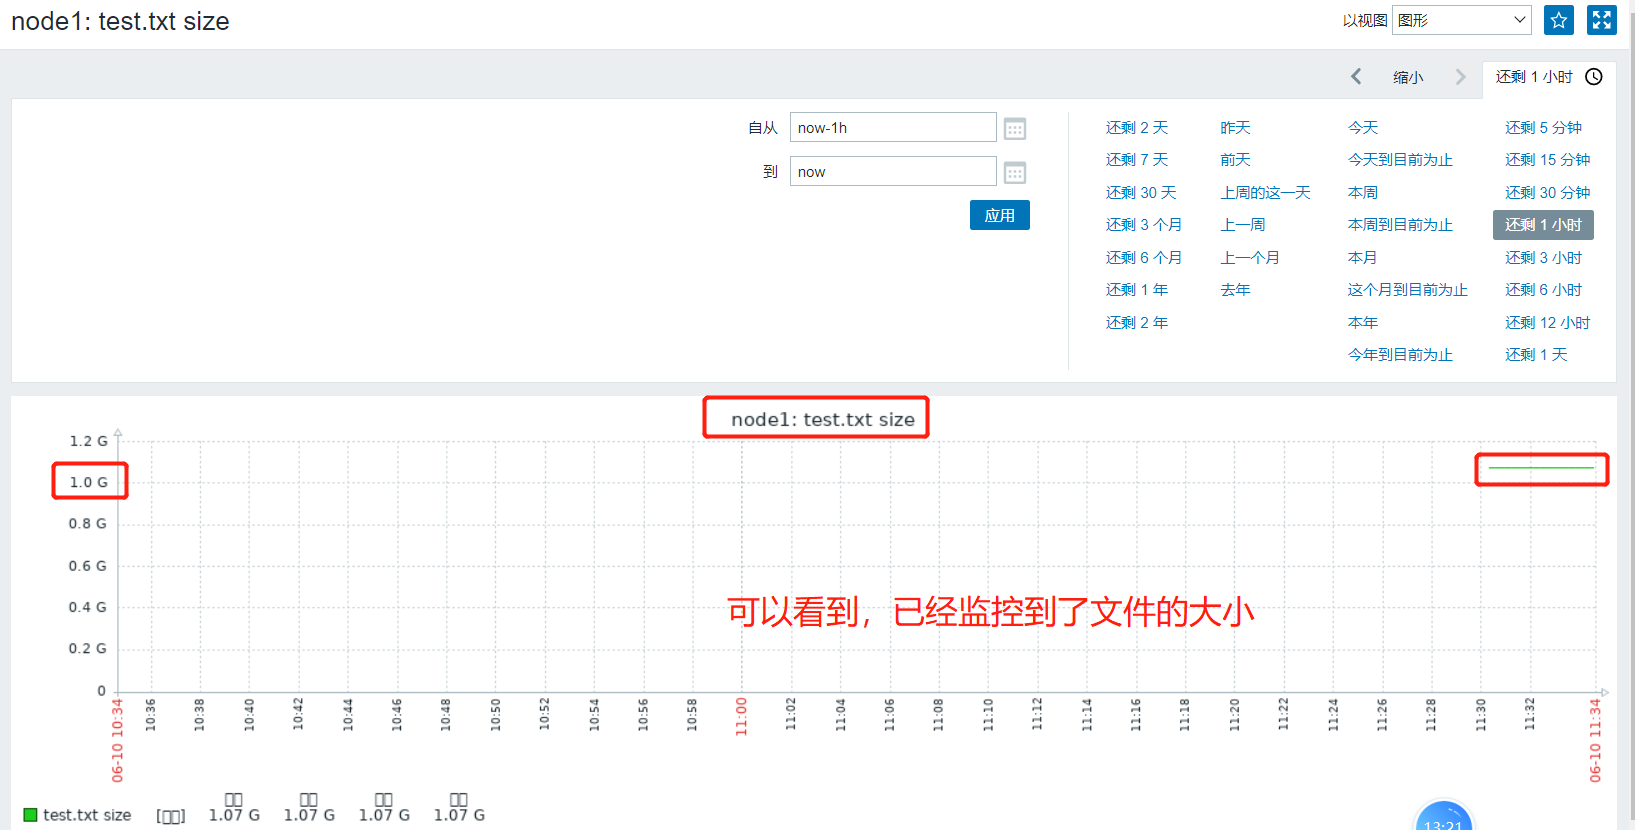 node1: test.txt size
以视图 图形
缩小 还剩 1 小时
自从 now-1h
到 now
应用
还剩 2 天 昨天 今天 还剩 5 分钟
还剩 7 天 前天 今天到目前为止 还剩 15 分钟
还剩 30 天 上周的这一天 本周 还剩 30 分钟
还剩 3 个月 上一周 本周到目前为止 还剩 1 小时
还剩 6 个月 上一个月 本月 还剩 3 小时
还剩 1 年 去年 这个月到目前为止 还剩 6 小时
还剩 2 年 本年 还剩 12 小时
今年到目前为止 还剩 1 天
node1: test.txt size
1.2 G
1.0 G
0.8 G
0.6 G
0.4 G
0.2 G
0
可以看到，已经监控到了文件的大小
06-10 10:34 10:36 10:38 10:40 10:42 10:44 10:46 10:48 10:50 10:52 10:54 10:56 10:58 11:00 11:02 11:04 11:06 11:08 11:10 11:12 11:14 11:16 11:18 11:20 11:22 11:24 11:26 11:28 11:30 11:32 06-10 11:34
test.txt size [] 1.07 G 1.07 G 1.07 G 1.07 G
13:21